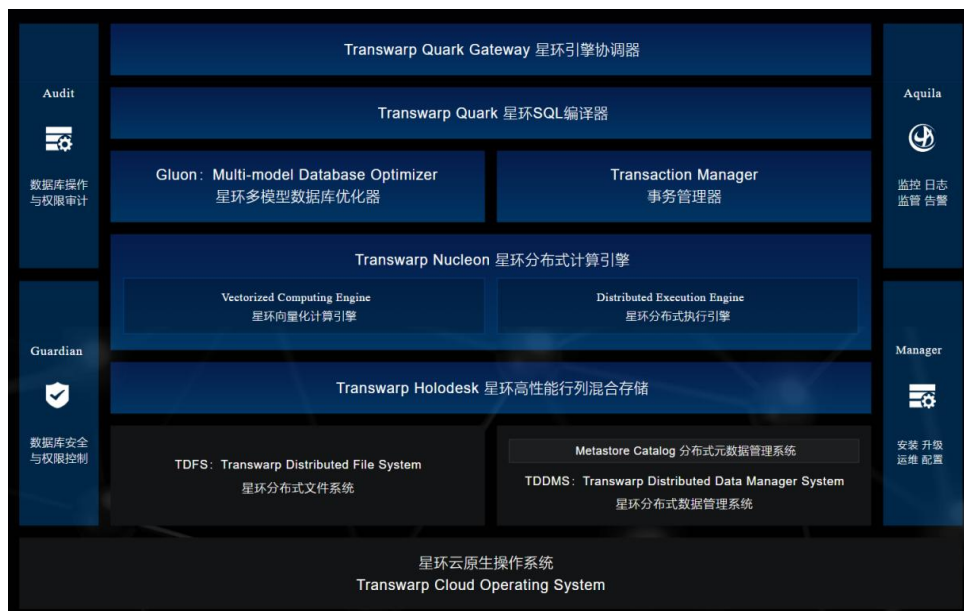 Transwarp Quark Gateway 星环引擎协调器
Transwarp Quark 星环SQL编译器
Gluon：Multi-model Database Optimizer
星环多模型数据库优化器
Transaction Manager
事务管理器
Transwarp Nucleon 星环分布式计算引擎
Vectorized Computing Engine
星环向量化计算引擎
Distributed Execution Engine
星环分布式执行引擎
Transwarp Holodesk 星环高性能行列混合存储
TDFS：Transwarp Distributed File System
星环分布式文件系统
Metastore Catalog 分布式元数据管理系统
TDDMS：Transwarp Distributed Data Manager System
星环分布式数据管理系统
星环云原生操作系统
Transwarp Cloud Operating System
Audit
数据库操作
与权限审计
Guardian
数据库安全
与权限控制
Aquila
监控 日志
监管 告警
Manager
安装 升级
运维 配置